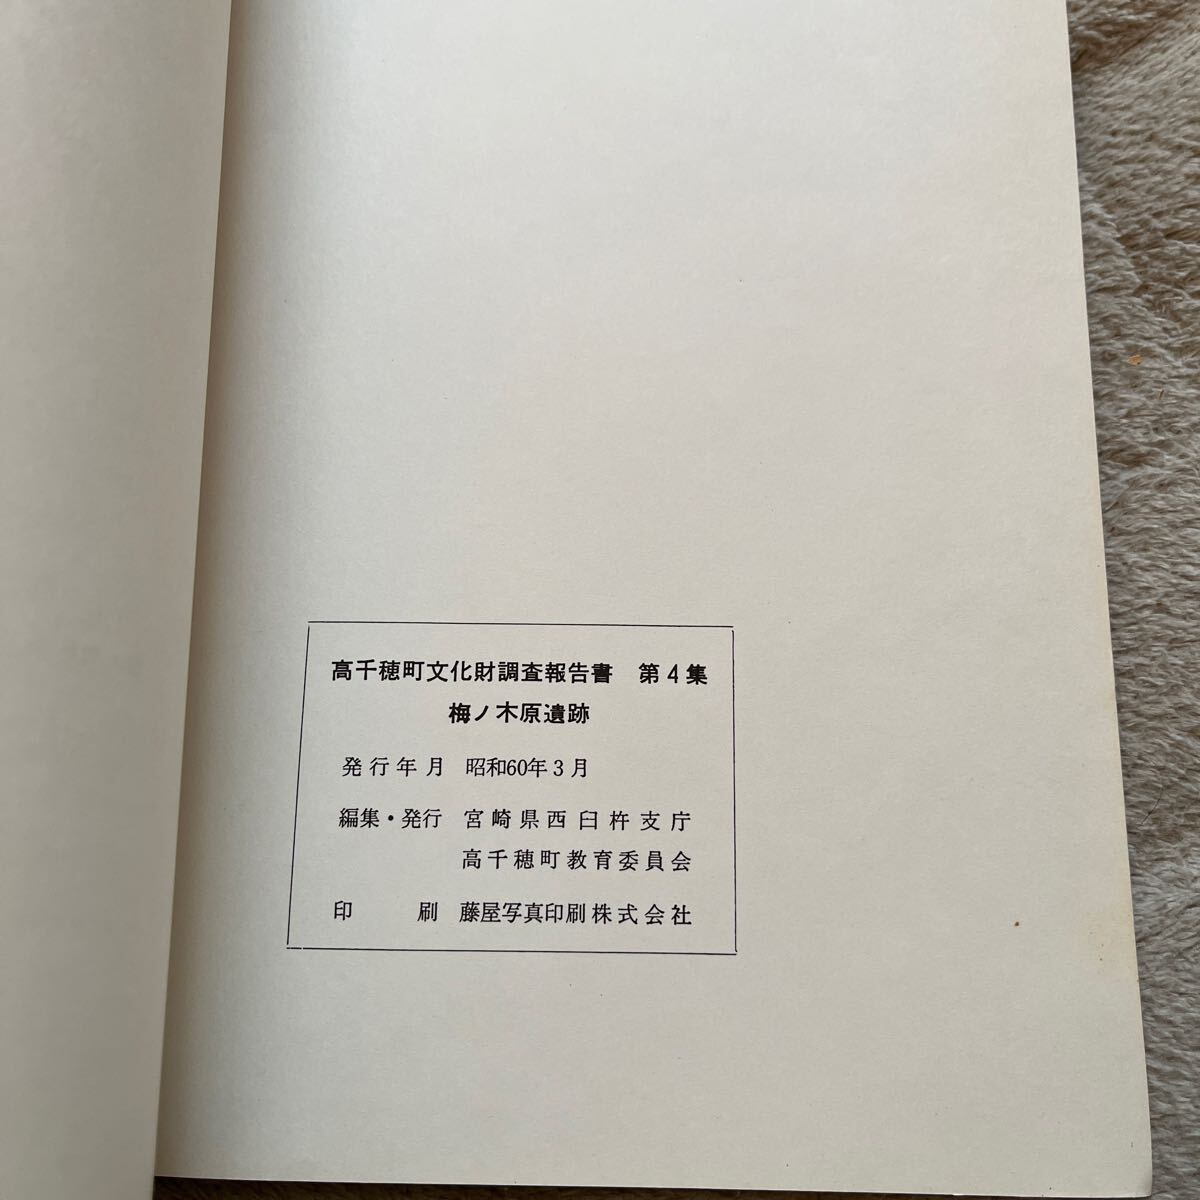 高千穂町文化財調査報告書　第4集
梅ノ木原遺跡
発行年月　昭和60年3月
編集・発行　宮崎県西臼杵支庁
高千穂町教育委員会
印　刷　藤屋写真印刷株式会社